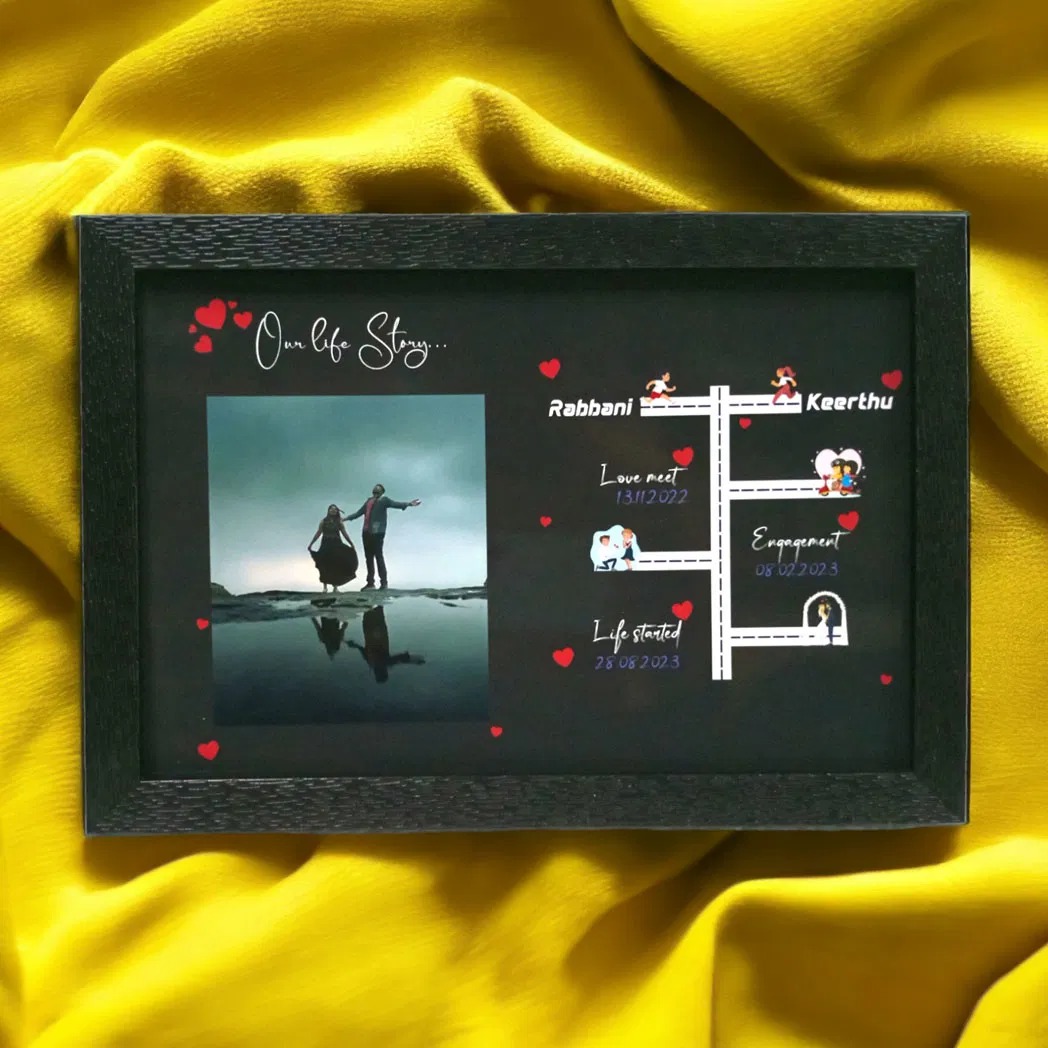 Our life Story...
Rabbani
Keerthu
Love meet
13.11.2022
Engagement
08.02.2023
Life started
28.08.2023